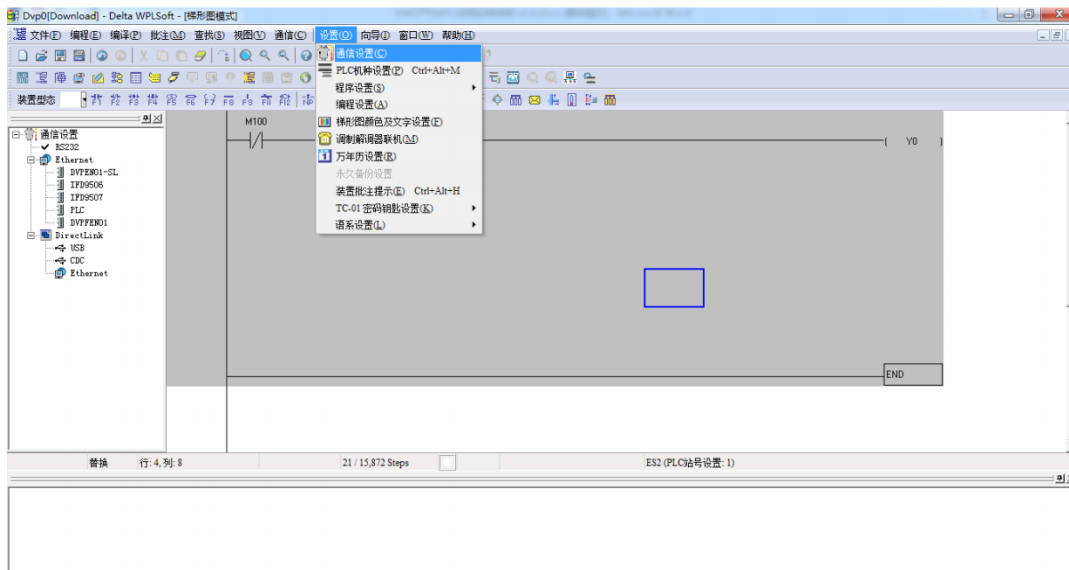 Dvp0[Download] - Delta WPLSoft - [梯形图模式]
文件(F) 编程(E) 编译(P) 批注(M) 查找(S) 视图(V) 通信(C) 设置(O) 向导(I) 窗口(W) 帮助(H)
通信设置(C)
PLC机种设置(P) Ctrl+Alt+M
程序设置(S)
编程设置(A)
梯形图颜色及文字设置(F)
调制解调器联机(M)
万年历设置(R)
永久备份设置
装置批注提示(E) Ctrl+Alt+H
TC-01 密码钥匙设置(K)
语系设置(L)
装置型态
通信设置
RS232
Ethernet
DVPEN01-SL
IFD9506
IFD9507
PLC
DVPFEN01
DirectLink
USB
CDC
Ethernet
M100
Y0
END
替换 行: 4, 列: 8 21 / 15,872 Steps ES2 (PLC站号设置: 1)